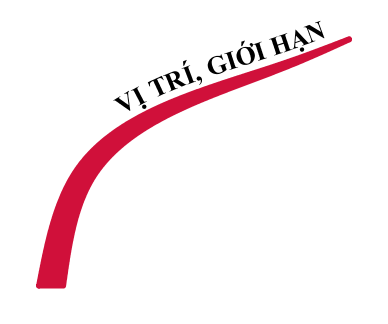 VỊ TRÍ, GIỚI HẠN